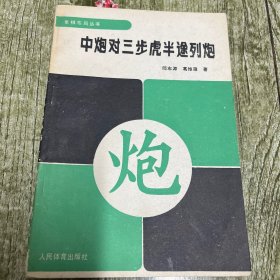 象棋布局丛书
中炮对三步虎半途列炮
著
炮
人民体育出版社